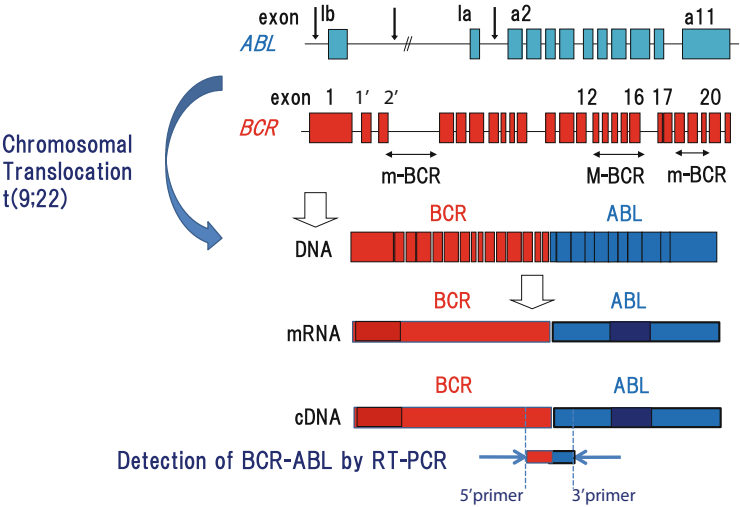 exon Ib Ia a2 a11
ABL
exon 1 1’ 2’ 12 16 17 20
BCR
m-BCR M-BCR m-BCR
Chromosomal
Translocation
t(9;22)
BCR ABL
DNA
BCR ABL
mRNA
BCR ABL
cDNA
Detection of BCR-ABL by RT-PCR
5’primer 3’primer